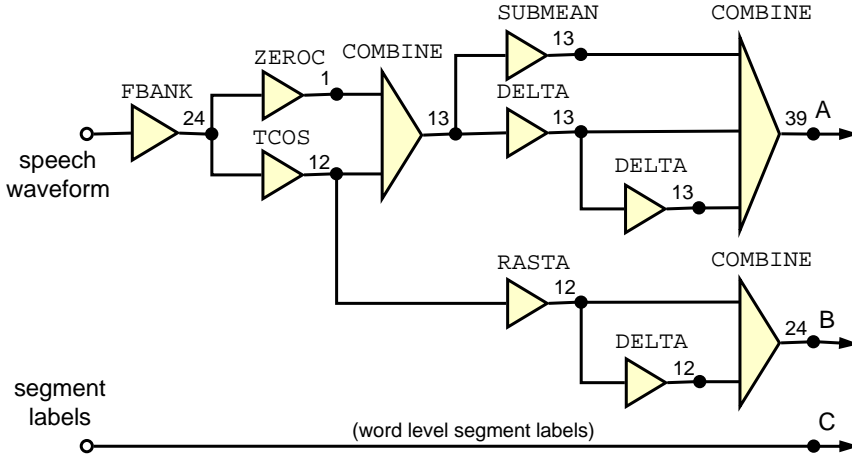 SUBMEAN
COMBINE
13
ZEROC
COMBINE
1
FBANK
DELTA
24
13
13
39
A
TCOS
speech
waveform
12
DELTA
13
RASTA
COMBINE
12
24
B
DELTA
12
segment
labels
(word level segment labels)
C